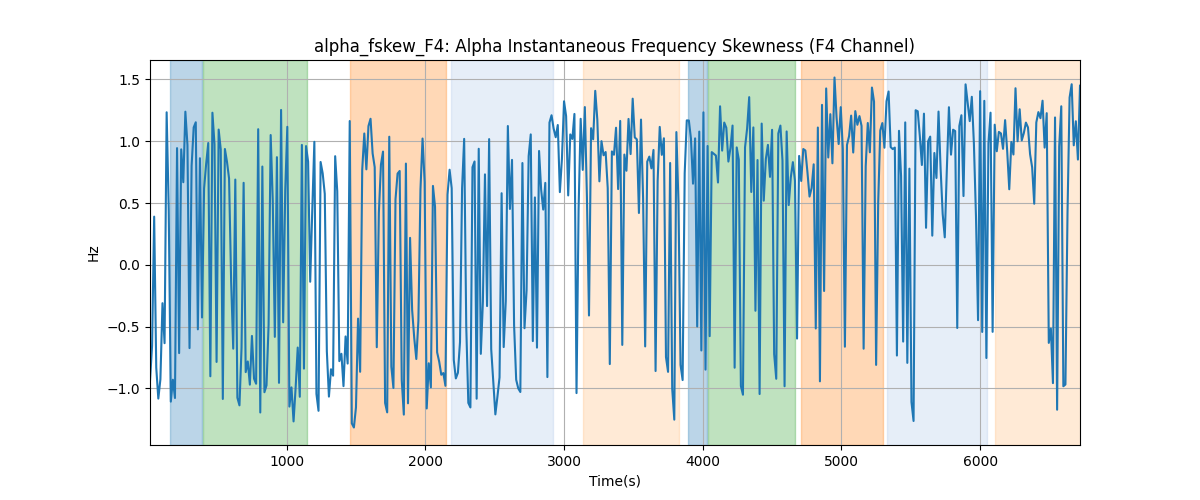 alpha_fskew_F4: Alpha Instantaneous Frequency Skewness (F4 Channel)
1.5
1.0
0.5
0.0
−0.5
−1.0
Hz
1000 2000 3000 4000 5000 6000
Time(s)